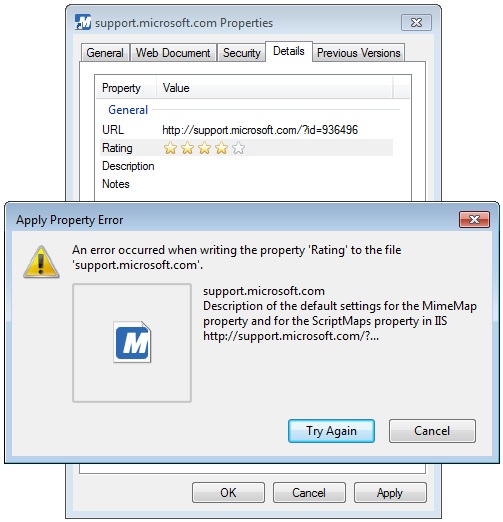 support.microsoft.com Properties
General Web Document Security Details Previous Versions
Property Value
General
URL http://support.microsoft.com/?id=936496
Rating
Description
Notes
Apply Property Error
An error occurred when writing the property 'Rating' to the file
'support.microsoft.com'.
support.microsoft.com
Description of the default settings for the MimeMap
property and for the ScriptMaps property in IIS
http://support.microsoft.com/?...
M
Try Again Cancel
OK Cancel Apply